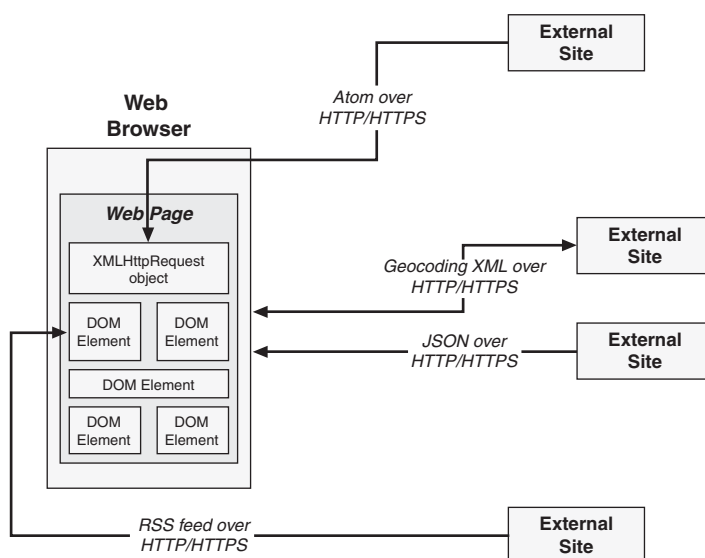 External
Site
Atom over
HTTP/HTTPS
Web
Browser
Web Page
XMLHttpRequest
object
External
Site
Geocoding XML over
HTTP/HTTPS
DOM
Element
DOM
Element
JSON over
HTTP/HTTPS
External
Site
DOM Element
DOM
Element
DOM
Element
RSS feed over
HTTP/HTTPS
External
Site